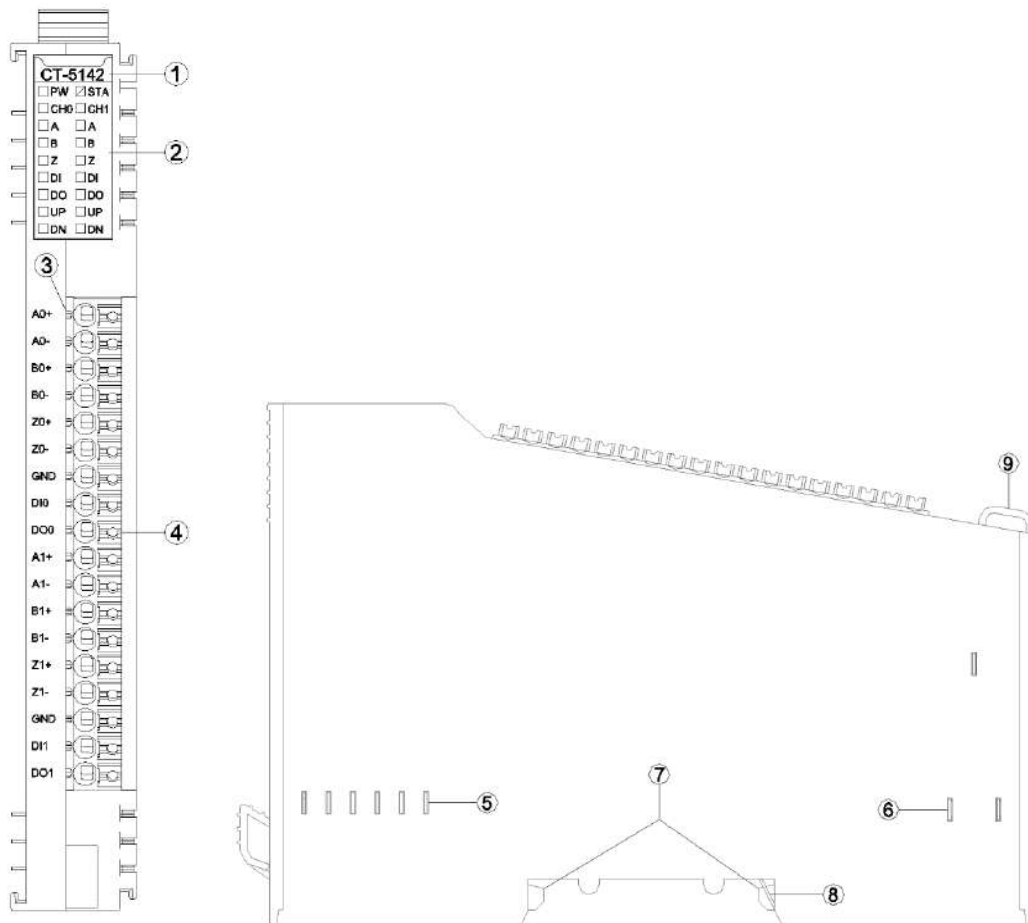 CT-5142
①
PW STA
CH0 CH1
A A
B B
②
Z Z
DI DI
DO DO
UP UP
DN DN
③
A0+
A0-
B0+
B0-
Z0+
Z0-
GND
DI0
DO0
④
A1+
A1-
B1+
B1-
Z1+
Z1-
GND
DI1
DO1
⑨
⑦
⑤
⑥
⑧